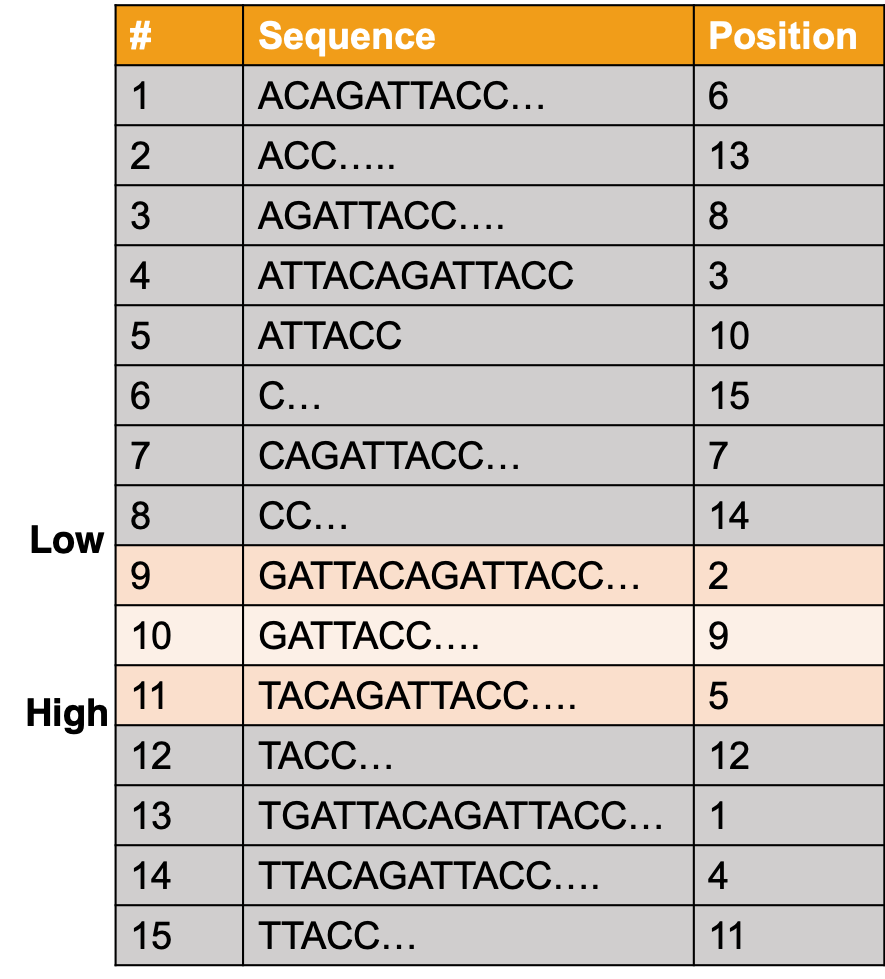 # Sequence Position
1 ACAGATTACC… 6
2 ACC….. 13
3 AGATTACC…. 8
4 ATTACAGATTACC 3
5 ATTACC 10
6 C… 15
7 CAGATTACC… 7
8 CC… 14
Low
9 GATTACAGATTACC… 2
10 GATTACC…. 9
11 TACAGATTACC…. 5
High
12 TACC… 12
13 TGATTACAGATTACC… 1
14 TTACAGATTACC…. 4
15 TTACC… 11